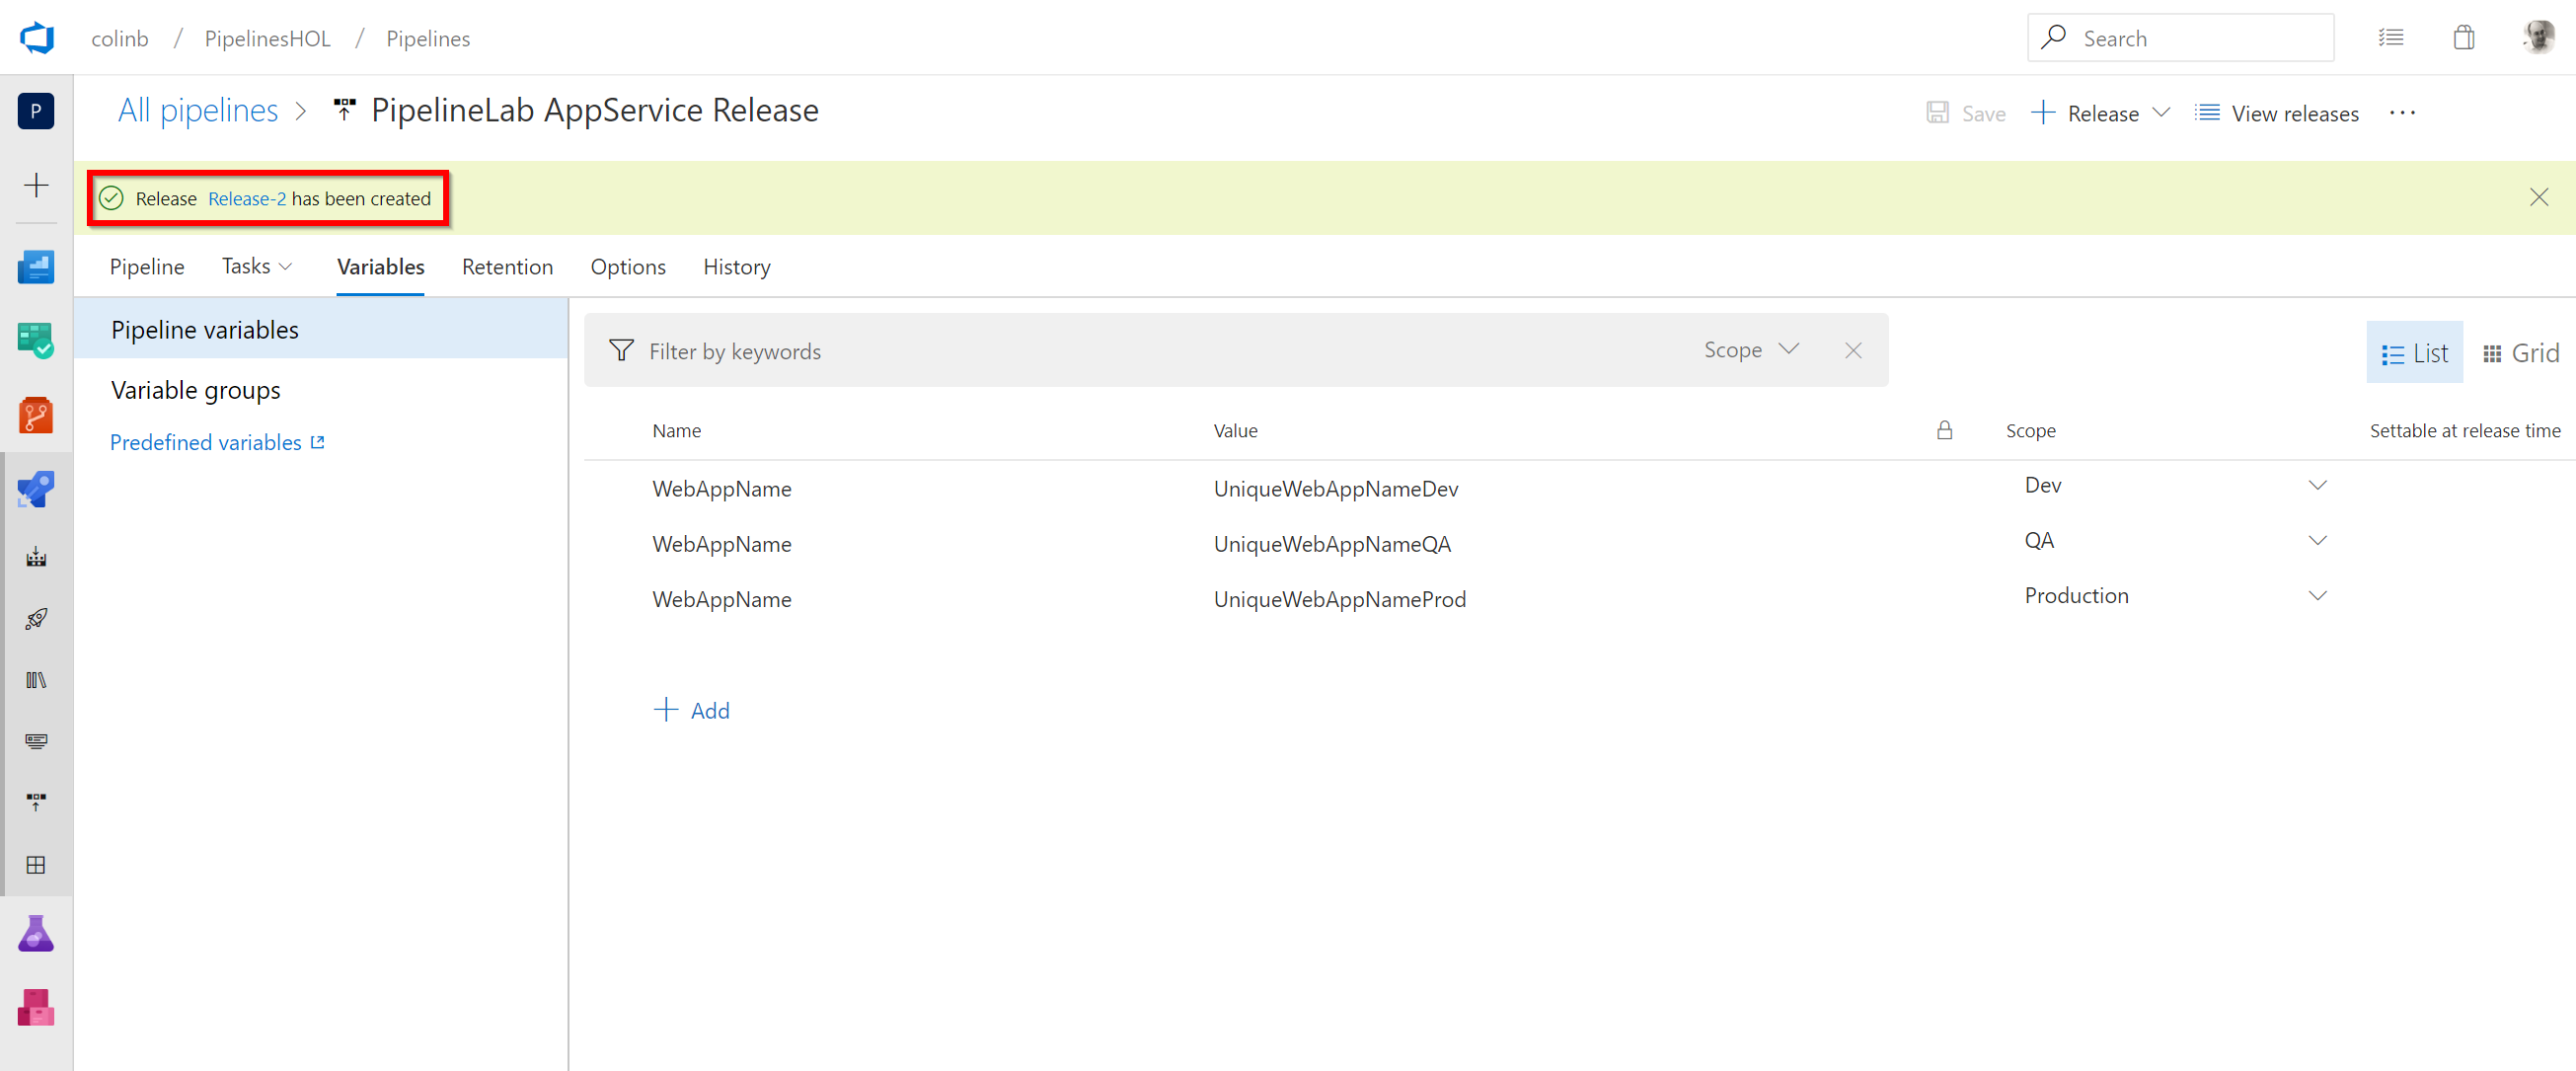 colinb / PipelinesHOL / Pipelines
Search
P
All pipelines > PipelineLab AppService Release
Save + Release View releases ...
Release Release-2 has been created
Pipeline Tasks Variables Retention Options History
Pipeline variables
Variable groups
Predefined variables
Filter by keywords Scope
List Grid
Name Value Scope Settable at release time
WebAppName UniqueWebAppNameDev Dev
WebAppName UniqueWebAppNameQA QA
WebAppName UniqueWebAppNameProd Production
+ Add